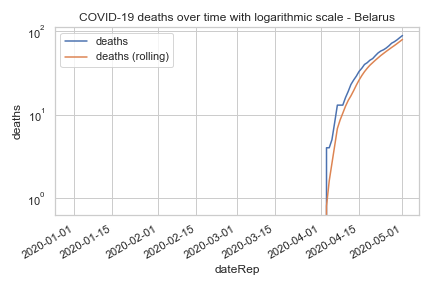 COVID-19 deaths over time with logarithmic scale - Belarus
deaths
deaths (rolling)
10²
10¹
10⁰
deaths
2020-01-01
2020-01-15
2020-02-01
2020-02-15
2020-03-01
2020-03-15
2020-04-01
2020-04-15
2020-05-01
dateRep